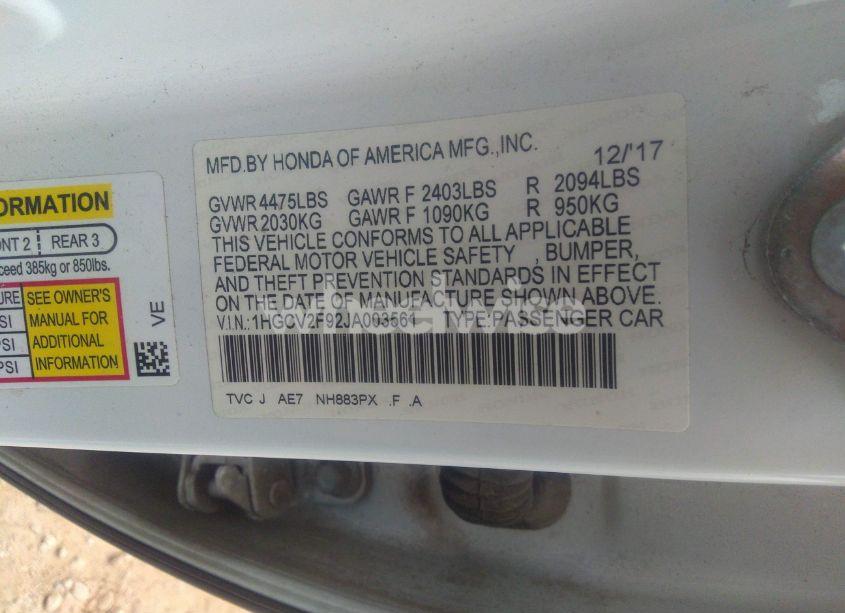 MFD.BY HONDA OF AMERICA MFG.,INC. 12/'17
GVWR 4475LBS GAWR F 2403LBS R 2094LBS
GVWR 2030KG GAWR F 1090KG R 950KG
THIS VEHICLE CONFORMS TO ALL APPLICABLE
FEDERAL MOTOR VEHICLE SAFETY , BUMPER,
AND THEFT PREVENTION STANDARDS IN EFFECT
ON THE DATE OF MANUFACTURE SHOWN ABOVE.
V.I.N.:1HGCV2F92JA003561 TYPE:PASSENGER CAR
TVC J AE7 NH883PX .F .A
ORMATION
ONT 2 REAR 3
ceed 385kg or 850lbs.
URE SEE OWNER'S
SI MANUAL FOR
PSI ADDITIONAL
PSI INFORMATION
VE